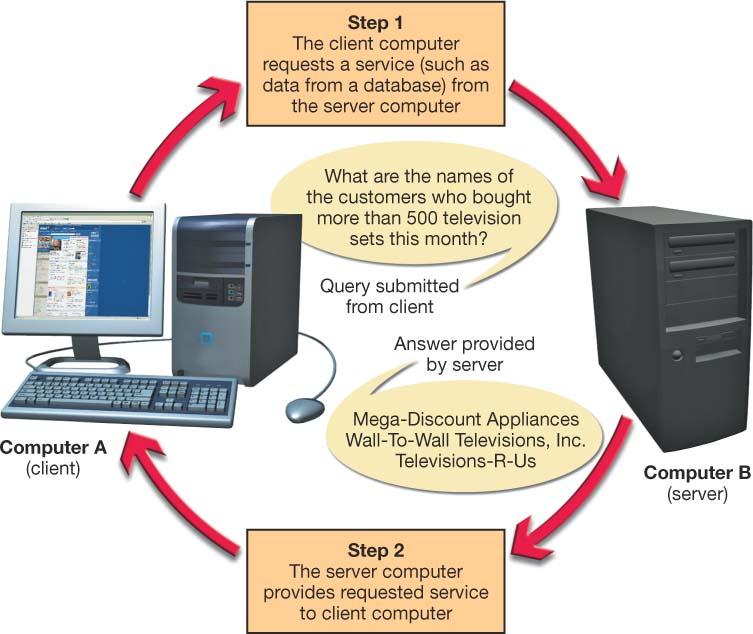 Step 1
The client computer
requests a service (such as
data from a database) from
the server computer
What are the names of
the customers who bought
more than 500 television
sets this month?
Query submitted
from client
Answer provided
by server
Mega-Discount Appliances
Wall-To-Wall Televisions, Inc.
Televisions-R-Us
Computer A
(client)
Computer B
(server)
Step 2
The server computer
provides requested service
to client computer